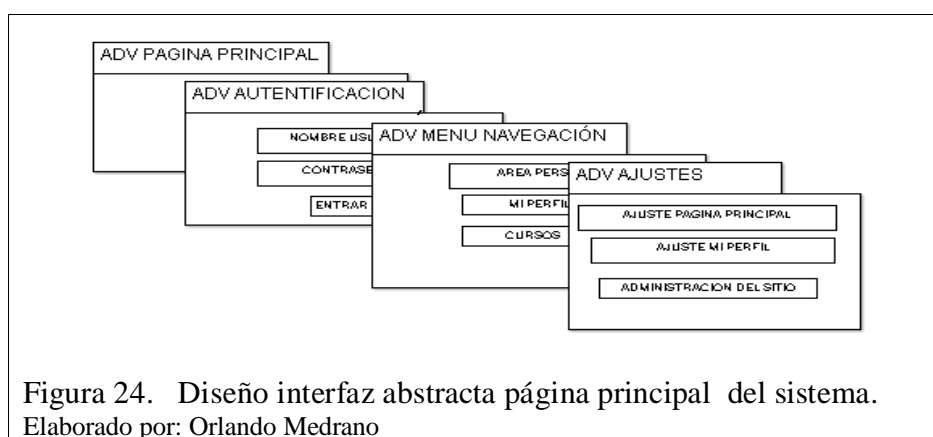 ADV PAGINA PRINCIPAL
ADV AUTENTIFICACION
NOMBRE USU
CONTRASE
ENTRAR
ADV MENU NAVEGACIÓN
AREA PERS
MI PERFIL
CURSOS
ADV AJUSTES
AJUSTE PAGINA PRINCIPAL
AJUSTE MI PERFIL
ADMINISTRACION DEL SITIO
Figura 24. Diseño interfaz abstracta página principal del sistema.
Elaborado por: Orlando Medrano